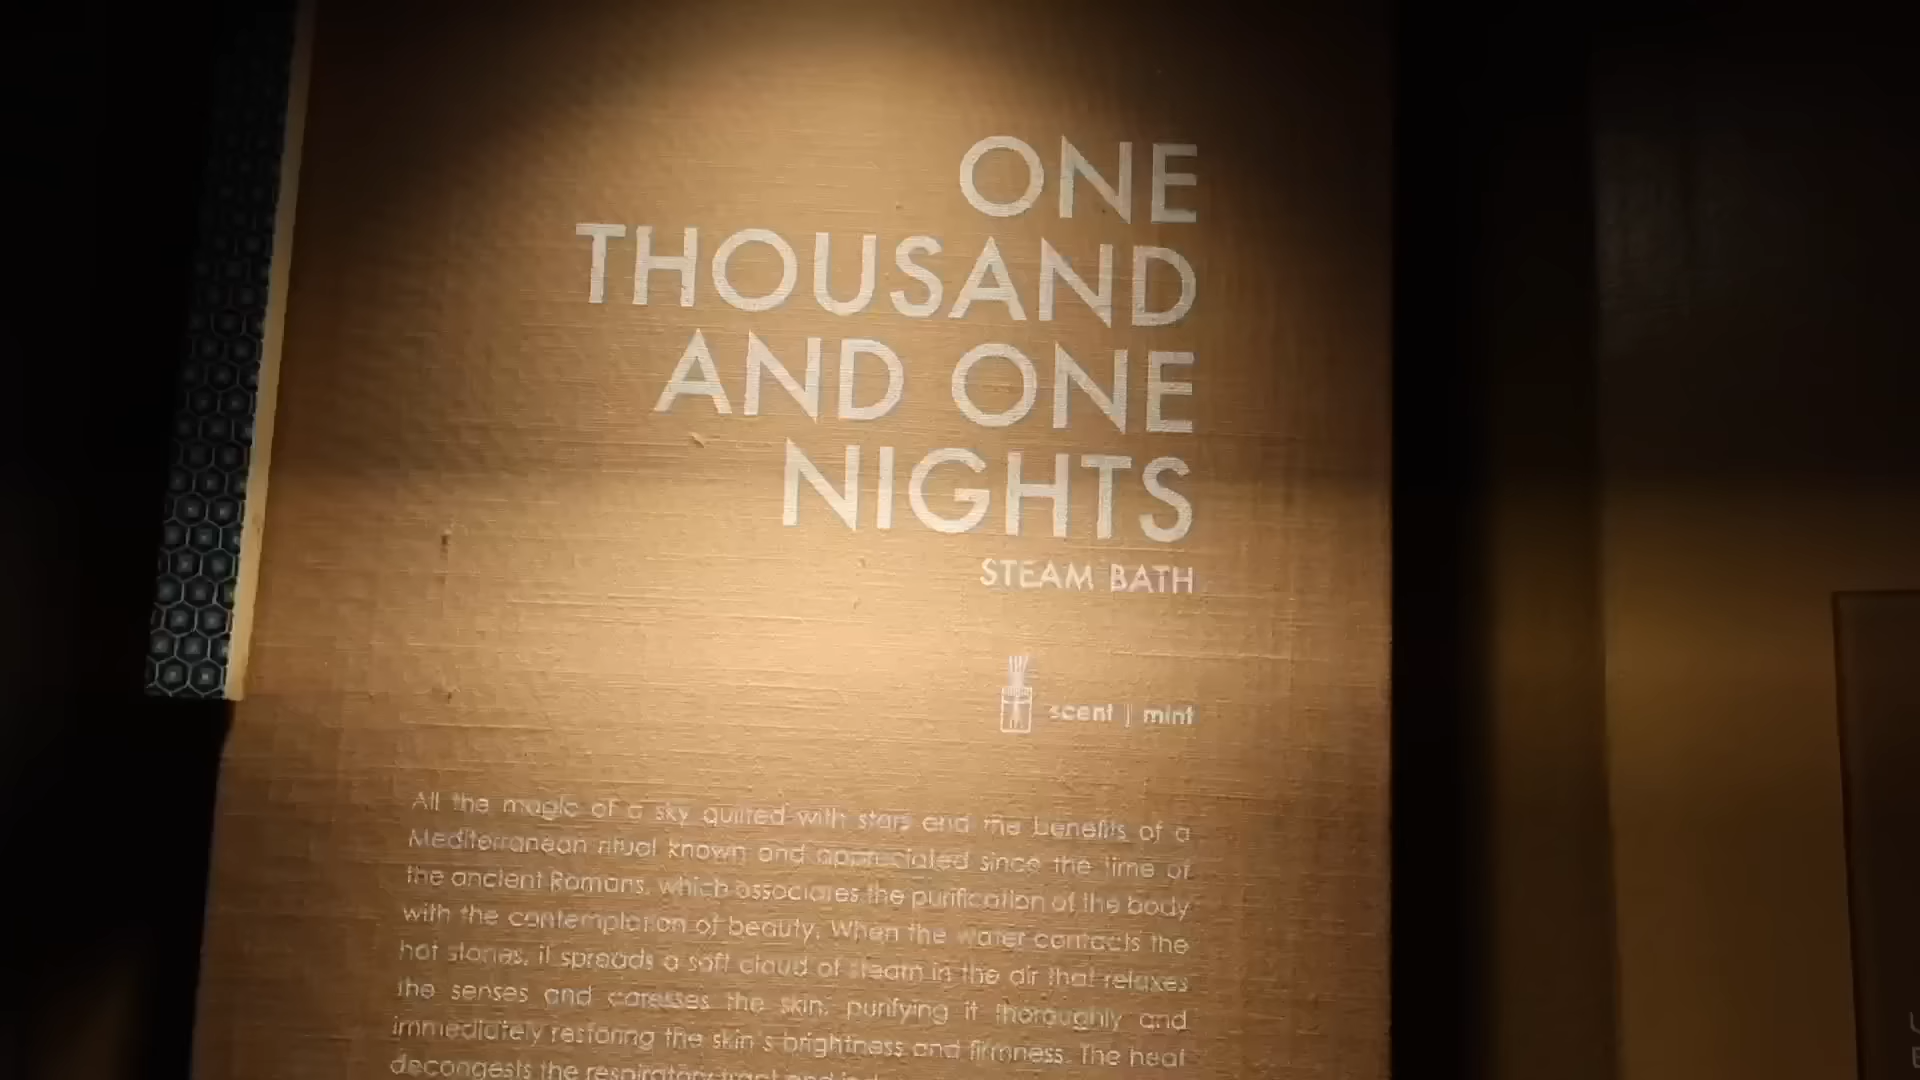 ONE
THOUSAND
AND ONE
NIGHTS
STEAM BATH
scent | mint
All the magic of a sky quilted with stars and the benefits of a
Mediterranean ritual known and appreciated since the time of
the ancient Romans, which associates the purification of the body
with the contemplation of beauty. When the water contacts the
hot stones, it spreads a soft cloud of steam in the air that relaxes
the senses and caresses the skin, purifying it thoroughly and
immediately restoring the skin's brightness and firmness. The heat
decongests the respiratory tract and